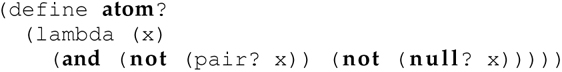 (define atom?
(lambda (x)
(and (not (pair? x)) (not (null? x)))))